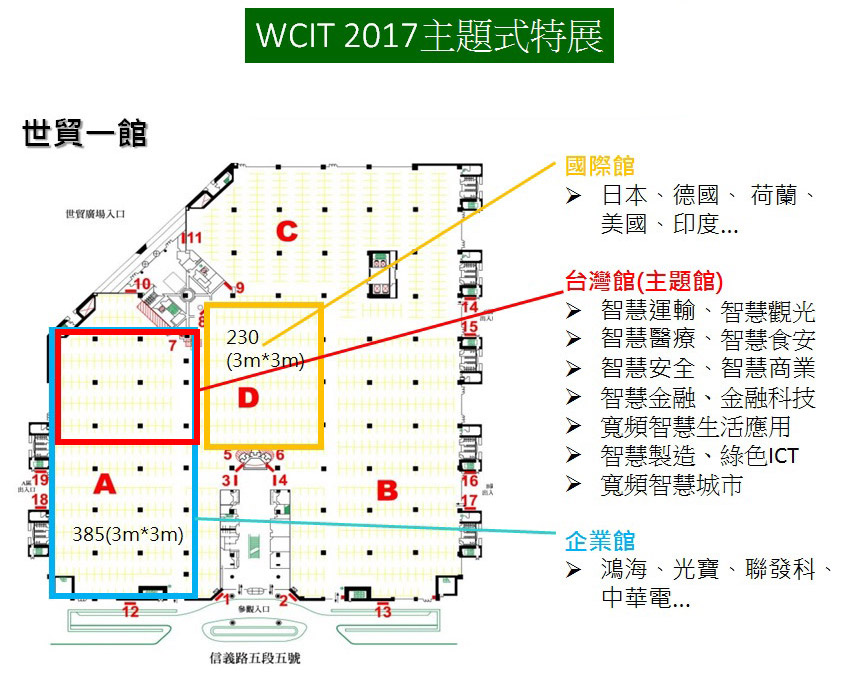 WCIT 2017主題式特展
世貿一館
國際館
➢ 日本、德國、荷蘭、
美國、印度...
世貿廣場入口
C
11
10
9
8
7
台灣館(主題館)
➢ 智慧運輸、智慧觀光
➢ 智慧醫療、智慧食安
➢ 智慧安全、智慧商業
➢ 智慧金融、金融科技
➢ 寬頻智慧生活應用
➢ 智慧製造、綠色ICT
➢ 寬頻智慧城市
14
15
230
(3m*3m)
D
5
6
3
4
A
B
19
18
16
17
385(3m*3m)
企業館
➢ 鴻海、光寶、聯發科、
中華電...
1
2
12
13
參觀入口
信義路五段五號